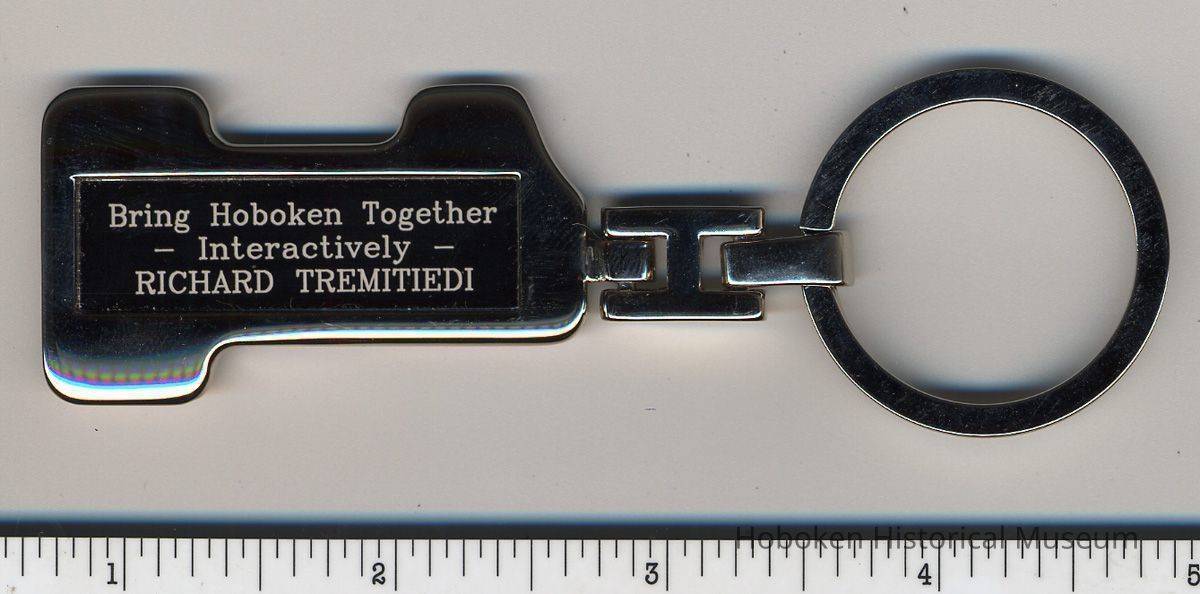 Bring Hoboken Together
- Interactively -
RICHARD TREMITIEDI
Hoboken Historical Museum
1 2 3 4 5